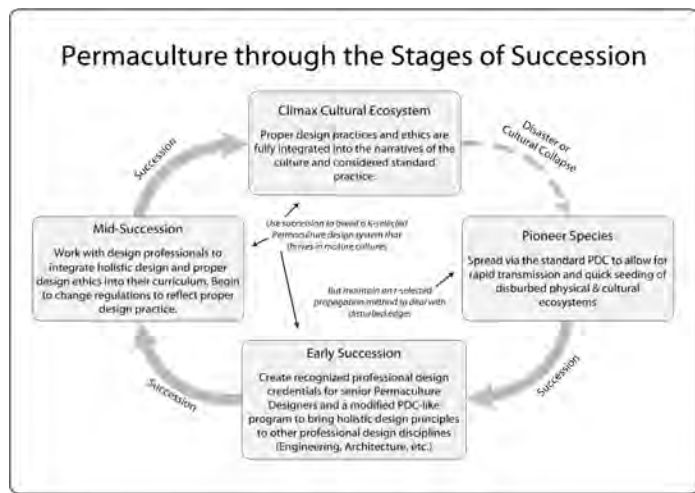 Permaculture through the Stages of Succession
Climax Cultural Ecosystem
Proper design practices and ethics are
fully integrated into the narratives of the
culture and considered standard
practice.
Succession
Disaster or
Cultural Collapse
Mid-Succession
Work with design professionals to
integrate holistic design and proper
design ethics into their curriculum. Begin
to change regulations to reflect proper
design practice.
Use succession to breed a K-selected
Permaculture design system that
thrives in mature cultures
Pioneer Species
Spread via the standard PDC to allow for
rapid transmission and quick seeding of
disburbed physical & cultural
ecosystems
But maintain an r-selected
propagation method to deal with
disturbed edges
Early Succession
Create recognized professional design
credentials for senior Permaculture
Designers and a modified PDC-like
program to bring holistic design principles
to other professional design disciplines
(Engineering, Architecture, etc.)
Succession
Succession